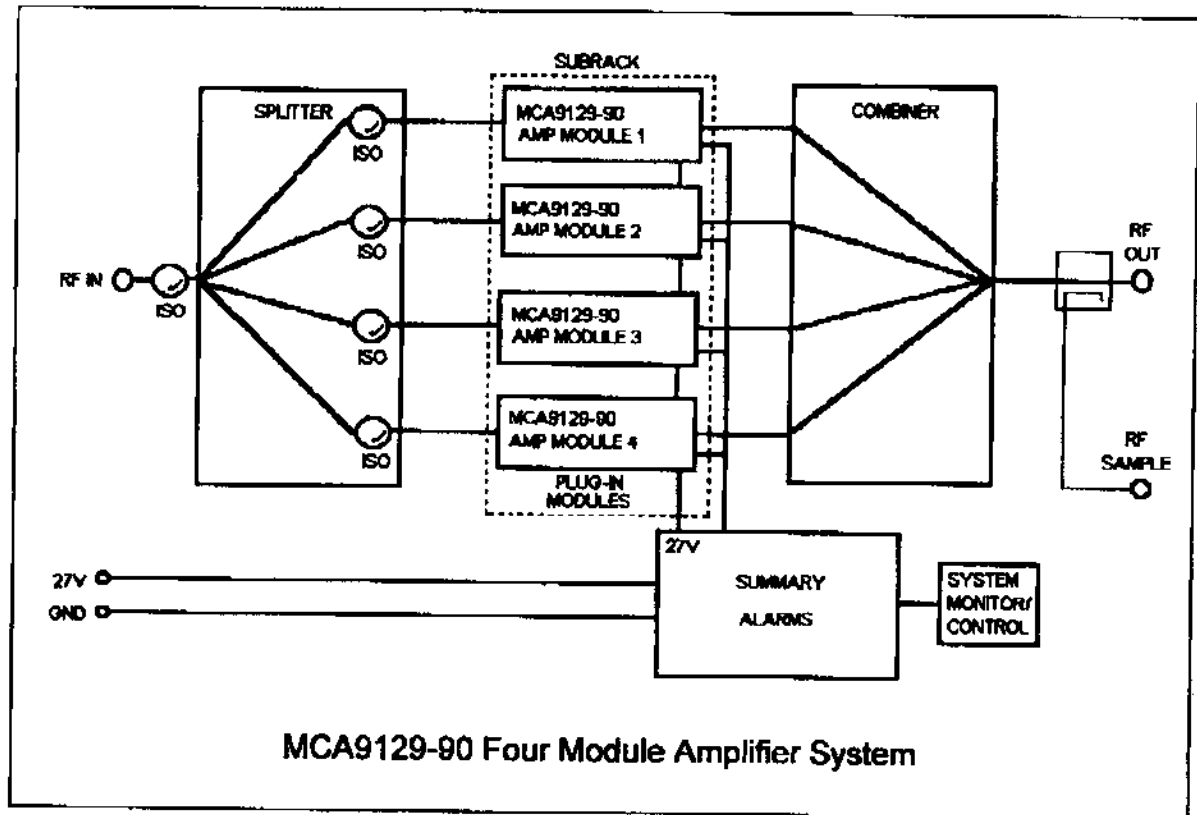 SUBRACK
SPLITTER
ISO
ISO
ISO
ISO
RF IN
ISO
MCA9129-90
AMP MODULE 1
MCA9129-90
AMP MODULE 2
MCA9129-90
AMP MODULE 3
MCA9129-90
AMP MODULE 4
PLUG-IN
MODULES
COMBINER
RF
OUT
RF
SAMPLE
27V
GND
27V
SUMMARY
ALARMS
SYSTEM
MONITOR/
CONTROL
MCA9129-90 Four Module Amplifier System